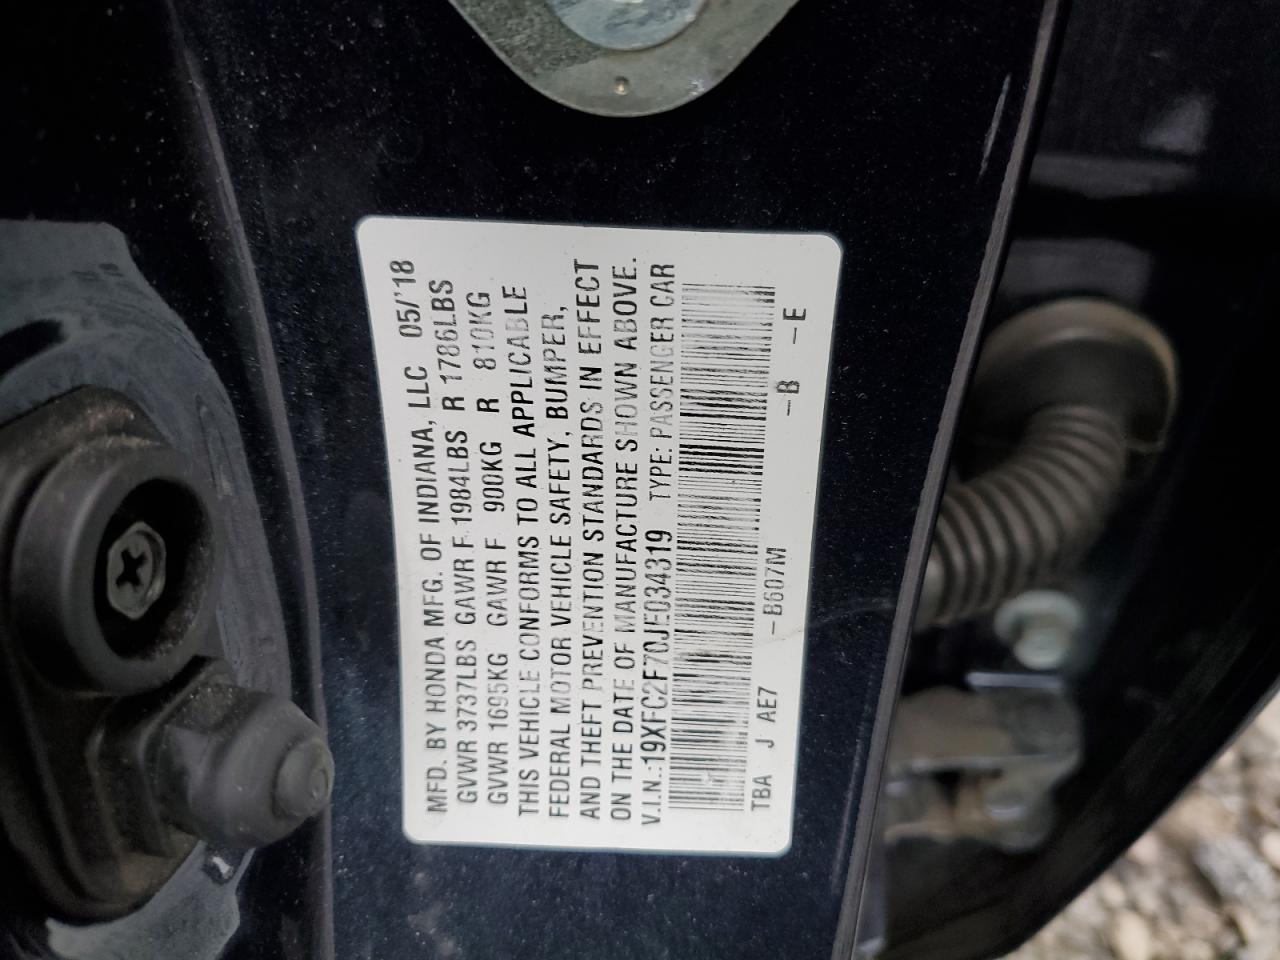 MFD. BY HONDA MFG. OF INDIANA, LLC 05/'18
GVWR 3737LBS GAWR F 1984LBS R 1786LBS
GVWR 1695KG GAWR F 900KG R 810KG
THIS VEHICLE CONFORMS TO ALL APPLICABLE
FEDERAL MOTOR VEHICLE SAFETY, BUMPER,
AND THEFT PREVENTION STANDARDS IN EFFECT
ON THE DATE OF MANUFACTURE SHOWN ABOVE.
V.I.N.:19XFC2F70JE034319 TYPE: PASSENGER CAR
TBA J AE7 -B607M -B -E